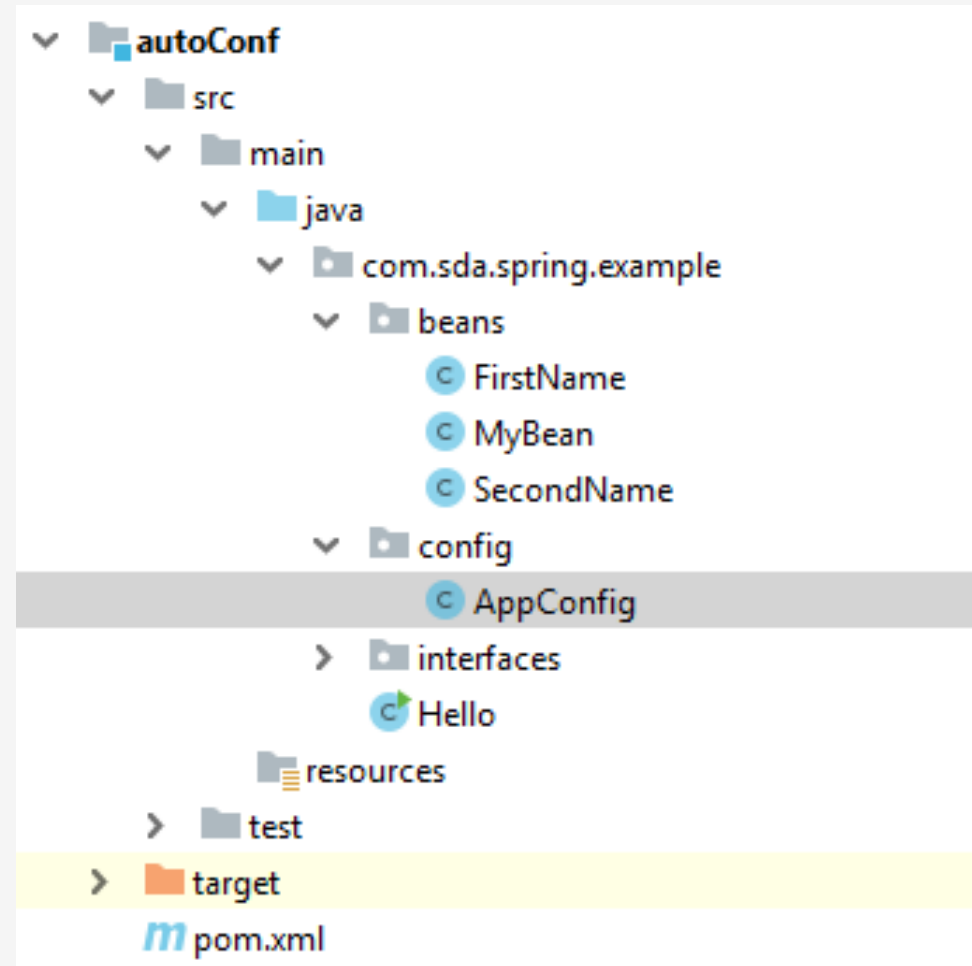 autoConf
src
main
java
com.sda.spring.example
beans
C FirstName
C MyBean
C SecondName
config
C AppConfig
interfaces
C Hello
resources
test
target
m pom.xml